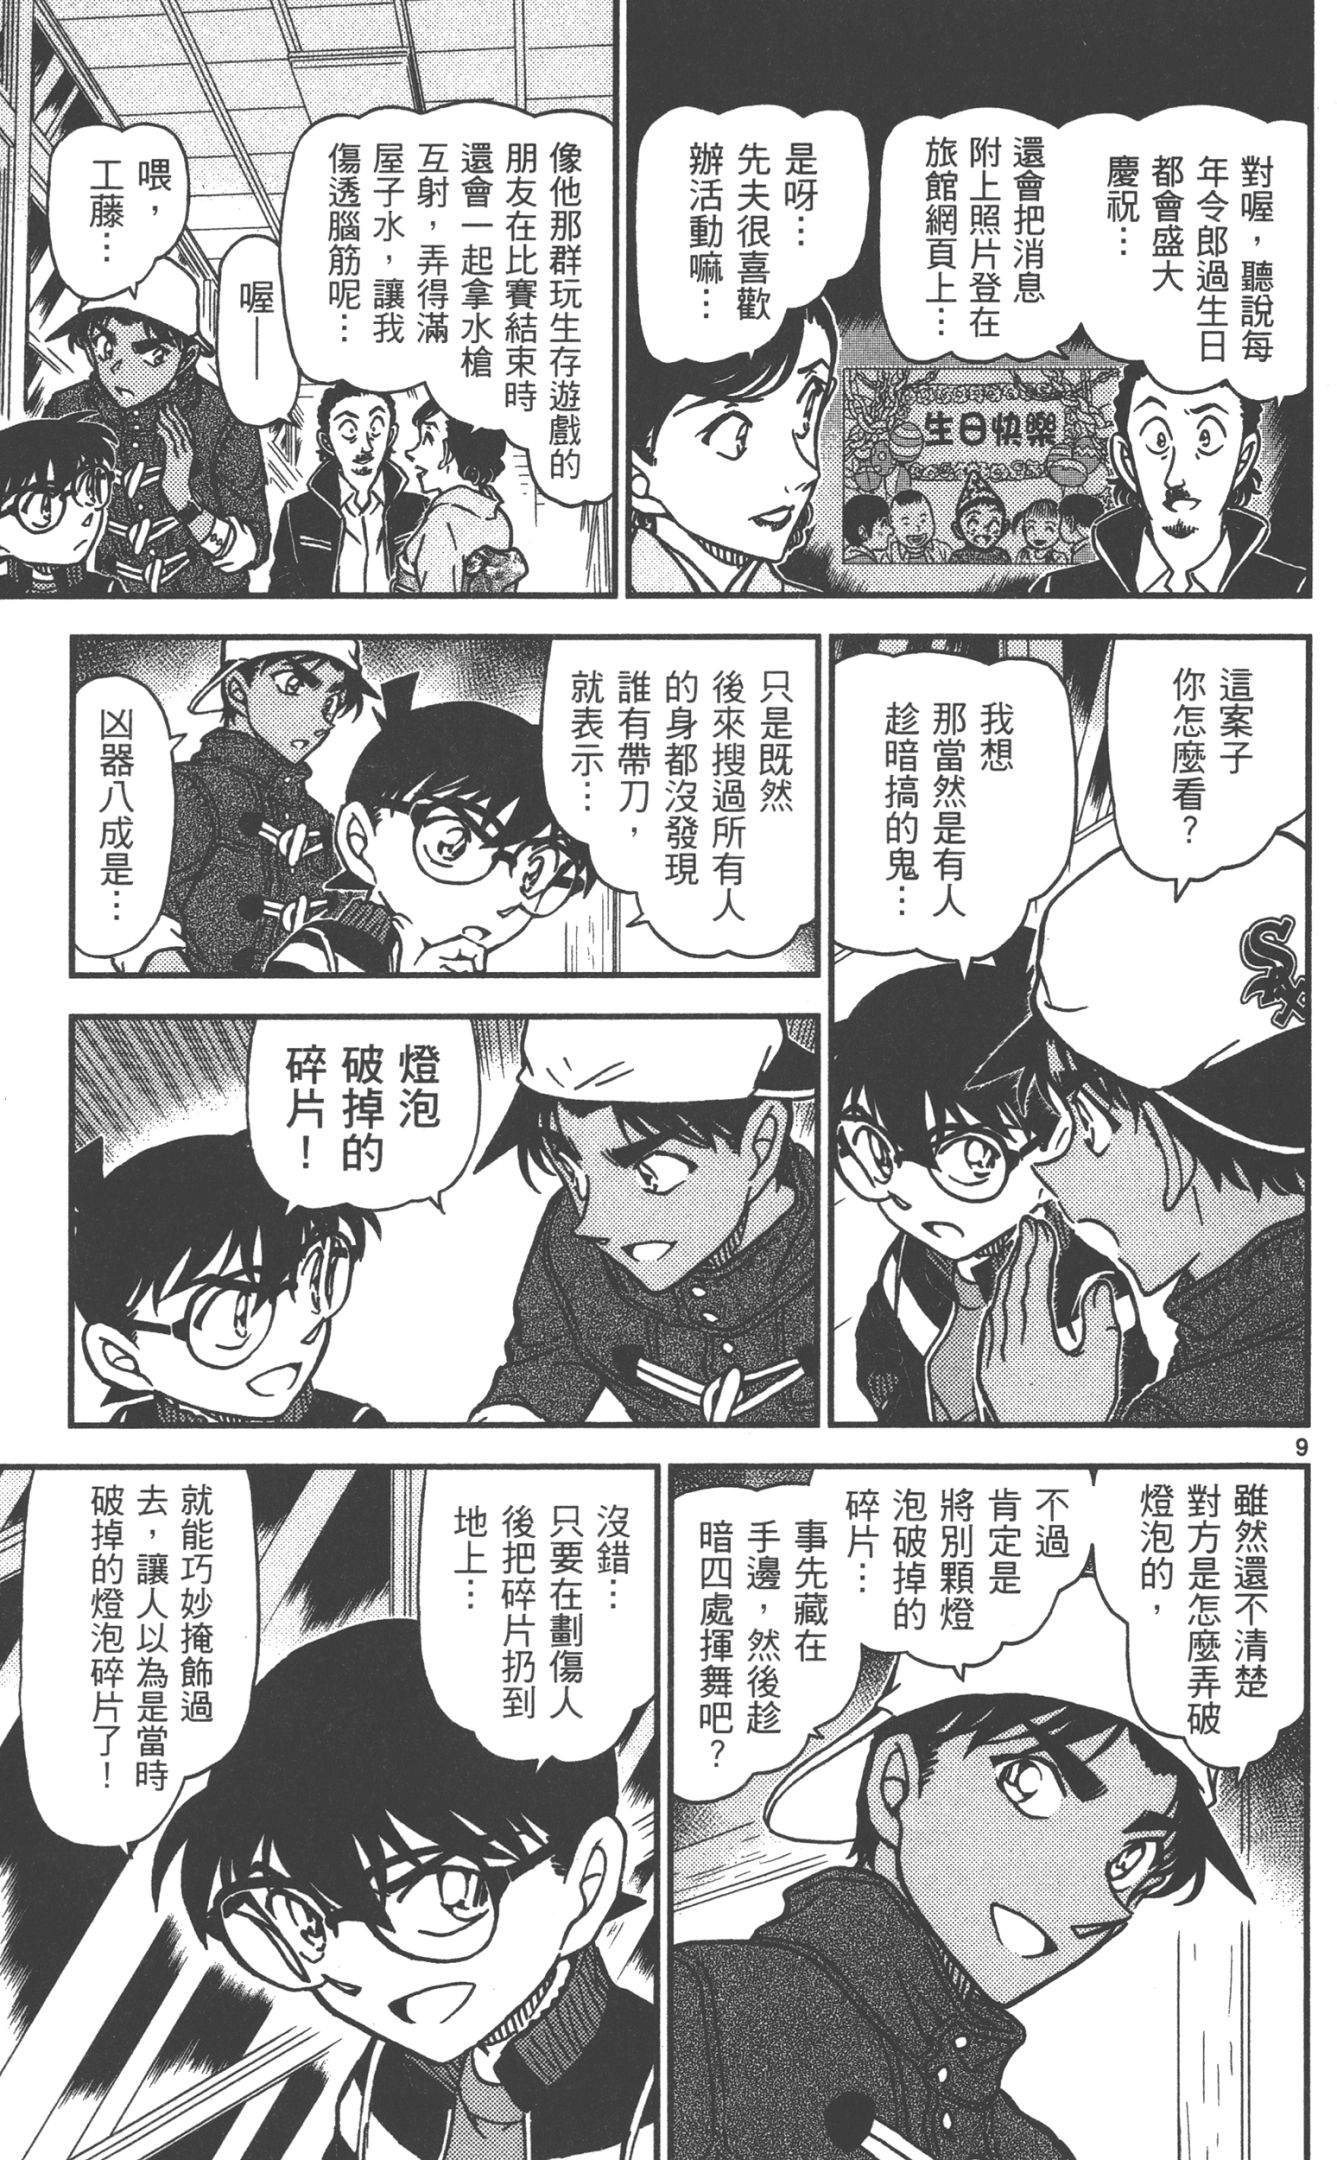 對喔，聽說每
年令郎過生日
都會盛大
慶祝…
還會把消息
附上照片登在
旅館網頁上…
生日快樂
是呀…
先夫很喜歡
辦活動嘛…
像他那群玩生存遊戲的
朋友在比賽結束時
還會一起拿水槍
互射，弄得滿
屋子水，讓我
傷透腦筋呢…
喔—
喂，
工藤…
這案子
你怎麼看？
我想
那當然是有人
趁暗搞的鬼…
Sox
只是既然
後來搜過所有人
的身都沒發現
誰有帶刀，
就表示…
凶器八成是…
燈泡
破掉的
碎片！
9
雖然還不清楚
對方是怎麼弄破
燈泡的，
不過
肯定是
將別顆燈
泡破掉的
碎片…
事先藏在
手邊，然後趁
暗四處揮舞吧？
沒錯…
只要在劃傷人
後把碎片扔到
地上…
就能巧妙掩飾過
去，讓人以為是當時
破掉的燈泡碎片了！